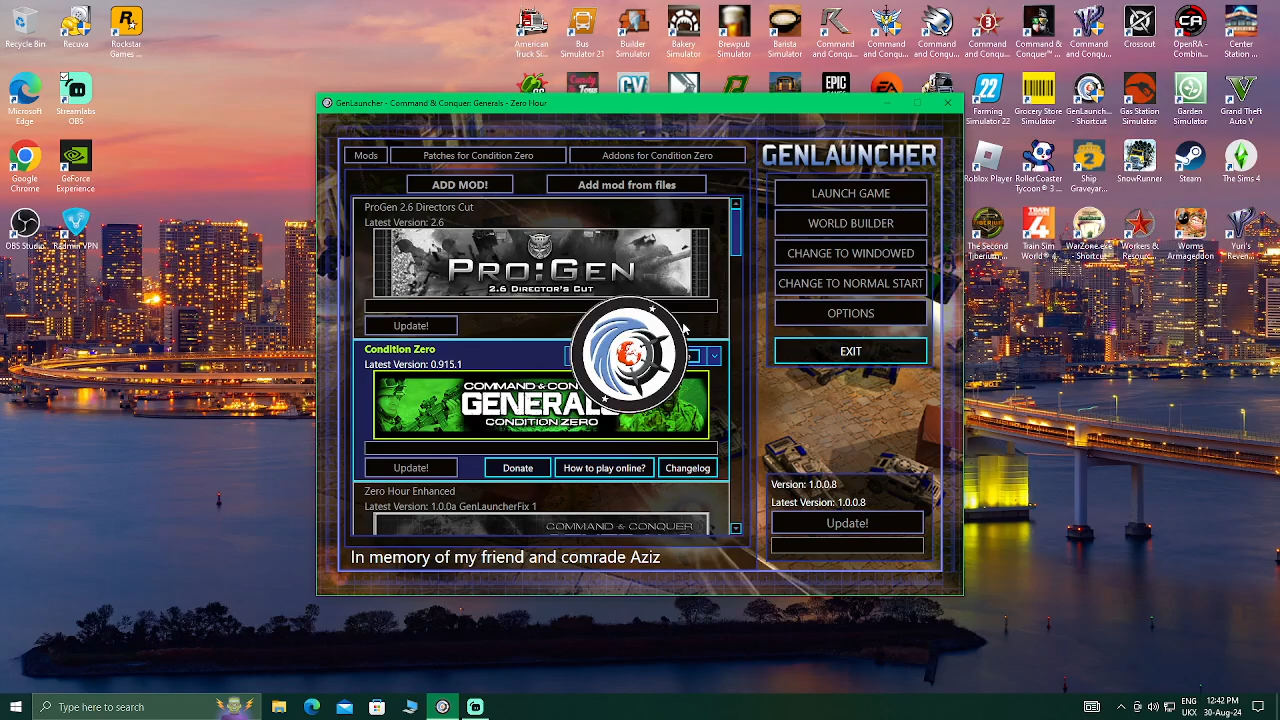 Recycle Bin
Recuva
Rockstar
Games ...
American
Truck Si...
Bus
Simulator 21
Builder
Simulator
Bakery
Simulator
Brewpub
Simulator
Barista
Simulator
Command
and Conqu...
Command
and Conqu...
Command
and Conqu...
Command
and Conqu...
Command &
Conquer™ ...
Command
and Conqu...
Crossout
OpenRA -
Combin...
Center
Station ...
Microsoft
Edge
Streamlabs
OBS
CV
EPIC
GAMES
EA
22
Farming
Simulator 22
Grocery Store
Simulator
GenLauncher
- Shortcut
Gas Station
Simulator
Garden
Simulator
Grand Theft
Auto V
Google
Chrome
GeForce
Experience
Roblox Player
RollerCoaster
Tycoon® 3 ...
Ship
Graveyar...
SnowRunner
Steam
The Sims 4
OBS Studio
Radmin VPN
The Second
Tiberium...
TRAIN SIM
4
Train Sim
World® ...
WarZone.exe
- Shortcut
Workers &
Resource...
Worms
Armageddon
Yuri's
Reven...
GenLauncher - Command & Conquer: Generals - Zero Hour
Mods
Patches for Condition Zero
Addons for Condition Zero
GENLAUNCHER
ADD MOD!
Add mod from files
ProGen 2.6 Directors Cut
Latest Version: 2.6
PRO:GEN
2.6 DIRECTOR'S CUT
Update!
Condition Zero
Latest Version: 0.915.1
GENERALS
CONDITION ZERO
Update!
Donate
How to play online?
Changelog
Zero Hour Enhanced
Latest Version: 1.0.0a GenLauncherFix 1
COMMAND & CONQUER
In memory of my friend and comrade Aziz
LAUNCH GAME
WORLD BUILDER
CHANGE TO WINDOWED
CHANGE TO NORMAL START
OPTIONS
EXIT
Version: 1.0.0.8
Latest Version: 1.0.0.8
Update!
Type here to search
ENG
UKX
12:42 PM
30-Aug-24